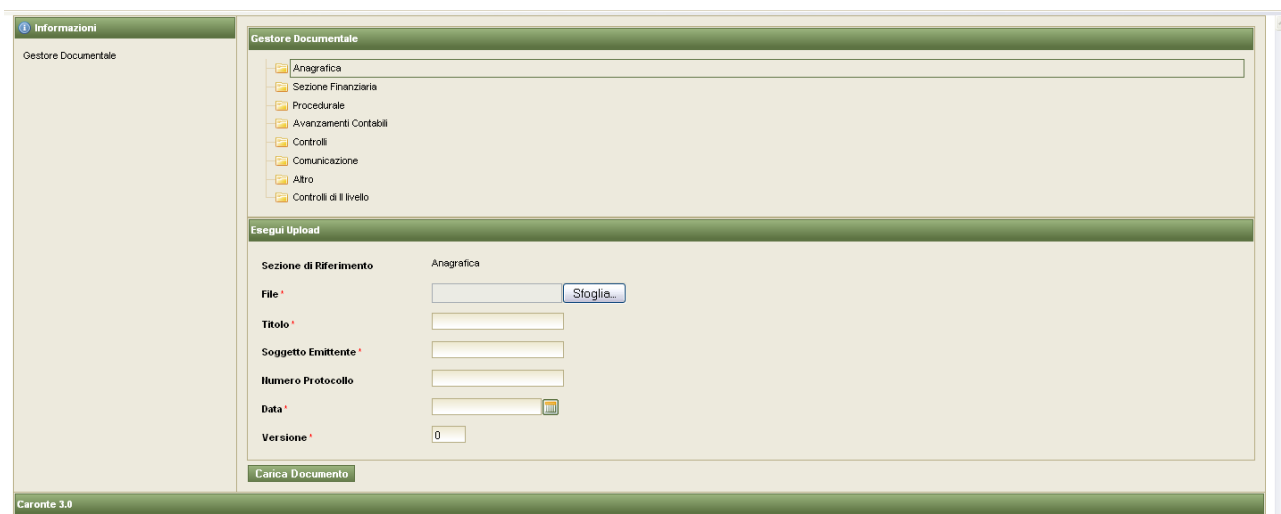 Informazioni
Gestore Documentale
Gestore Documentale
Anagrafica
Sezione Finanziaria
Procedurale
Avanzamenti Contabili
Controlli
Comunicazione
Altro
Controlli di II livello
Esegui Upload
Sezione di Riferimento Anagrafica
File * Sfoglia...
Titolo *
Soggetto Emittente *
Numero Protocollo
Data *
Versione * 0
Carica Documento
Caronte 3.0